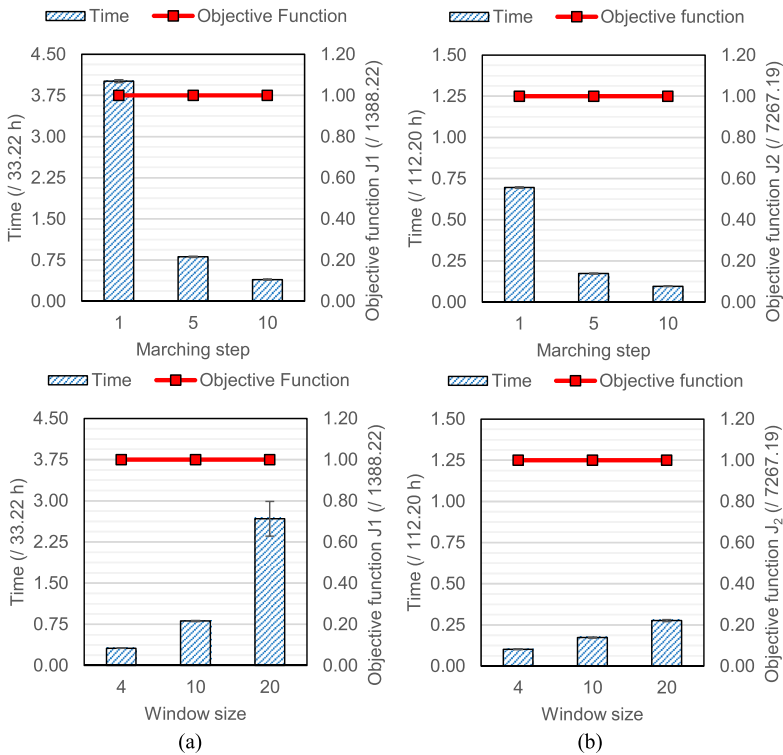 Time Objective Function
Time (/ 33.22 h)
4.50
3.75
3.00
2.25
1.50
0.75
0.00
1.20
1.00
0.80
0.60
0.40
0.20
0.00
Objective function J1 (/ 1388.22)
1 5 10
Marching step
Time Objective Function
Time (/ 112.20 h)
1.50
1.25
1.00
0.75
0.50
0.25
0.00
1.20
1.00
0.80
0.60
0.40
0.20
0.00
Objective function J2 (/ 7267.19)
1 5 10
Marching step
Time Objective Function
Time (/ 33.22 h)
4.50
3.75
3.00
2.25
1.50
0.75
0.00
1.20
1.00
0.80
0.60
0.40
0.20
0.00
Objective function J1 (/ 1388.22)
4 10 20
Window size
(a)
Time Objective function
Time (/ 112.20 h)
1.50
1.25
1.00
0.75
0.50
0.25
0.00
1.20
1.00
0.80
0.60
0.40
0.20
0.00
Objective function J₂ (/ 7267.19)
4 10 20
Window size
(b)